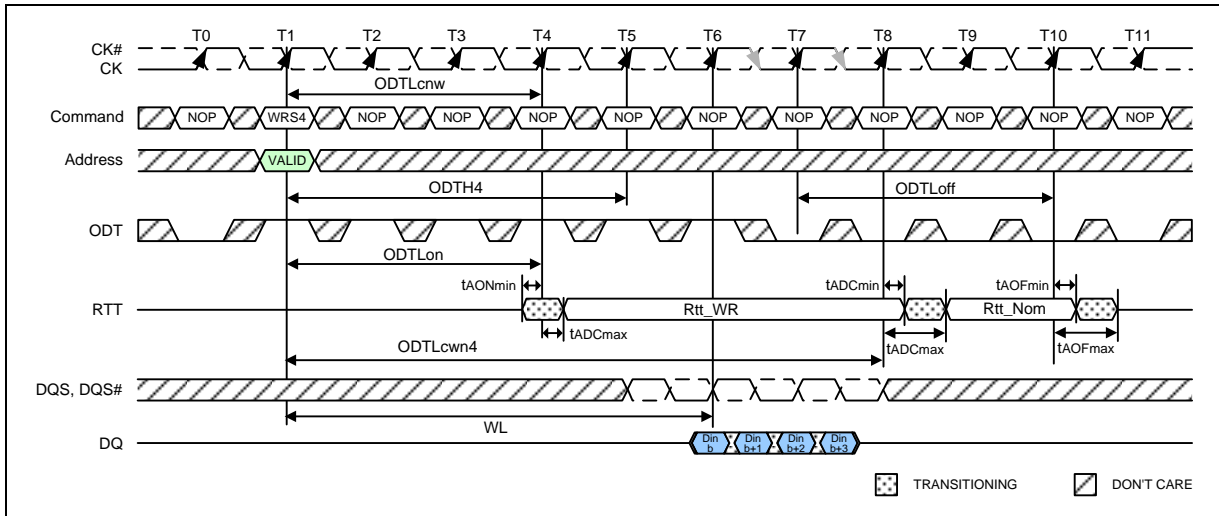 T0 T1 T2 T3 T4 T5 T6 T7 T8 T9 T10 T11
CK#
CK
ODTLcnw
Command NOP WRS4 NOP NOP NOP NOP NOP NOP NOP NOP NOP NOP
Address VALID
ODTH4 ODTLoff
ODT
ODTLon
tAONmin tADCmin tAOFmin
RTT Rtt_WR Rtt_Nom
tADCmax
ODTLcwn4 tADCmax tAOFmax
DQS, DQS#
WL
DQ Din b Din b+1 Din b+2 Din b+3
TRANSITIONING DON'T CARE